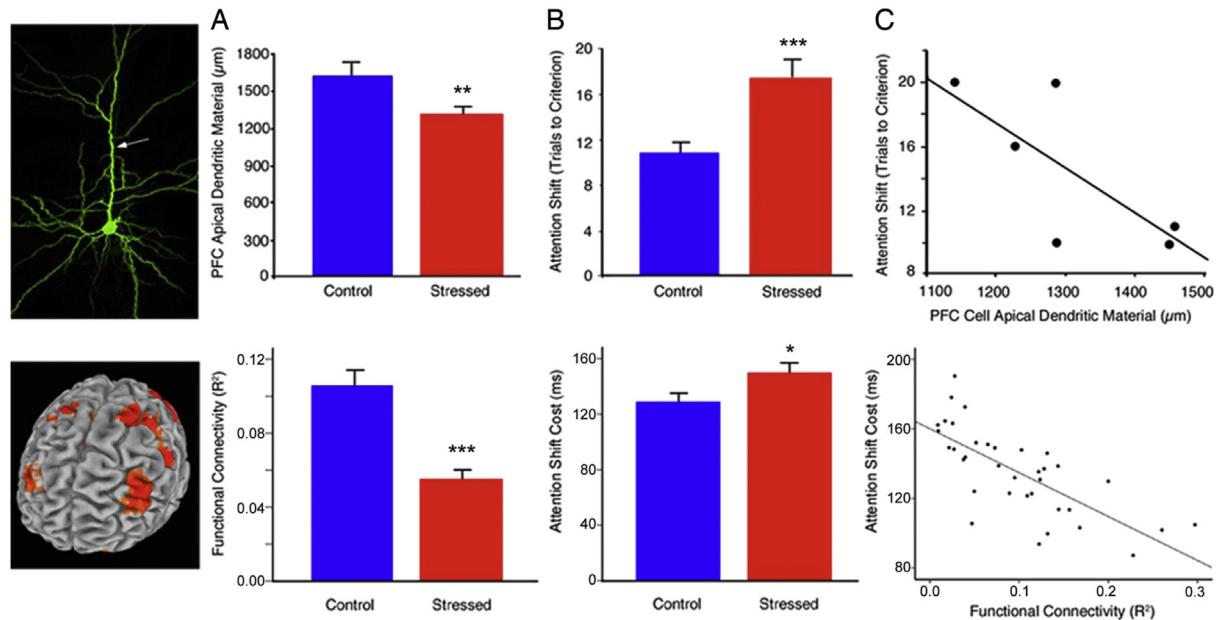 A
PFC Apical Dendritic Material (μm)
1800
1500
1200
900
600
300
0
**
Control Stressed
B
Attention Shift (Trials to Criterion)
20
16
12
8
4
0
***
Control Stressed
C
Attention Shift (Trials to Criterion)
20
16
12
8
1100 1200 1300 1400 1500
PFC Cell Apical Dendritic Material (μm)
Functional Connectivity (R²)
0.12
0.08
0.04
0.00
***
Control Stressed
Attention Shift Cost (ms)
160
120
80
40
0
*
Control Stressed
Attention Shift Cost (ms)
200
160
120
80
0.0 0.1 0.2 0.3
Functional Connectivity (R²)